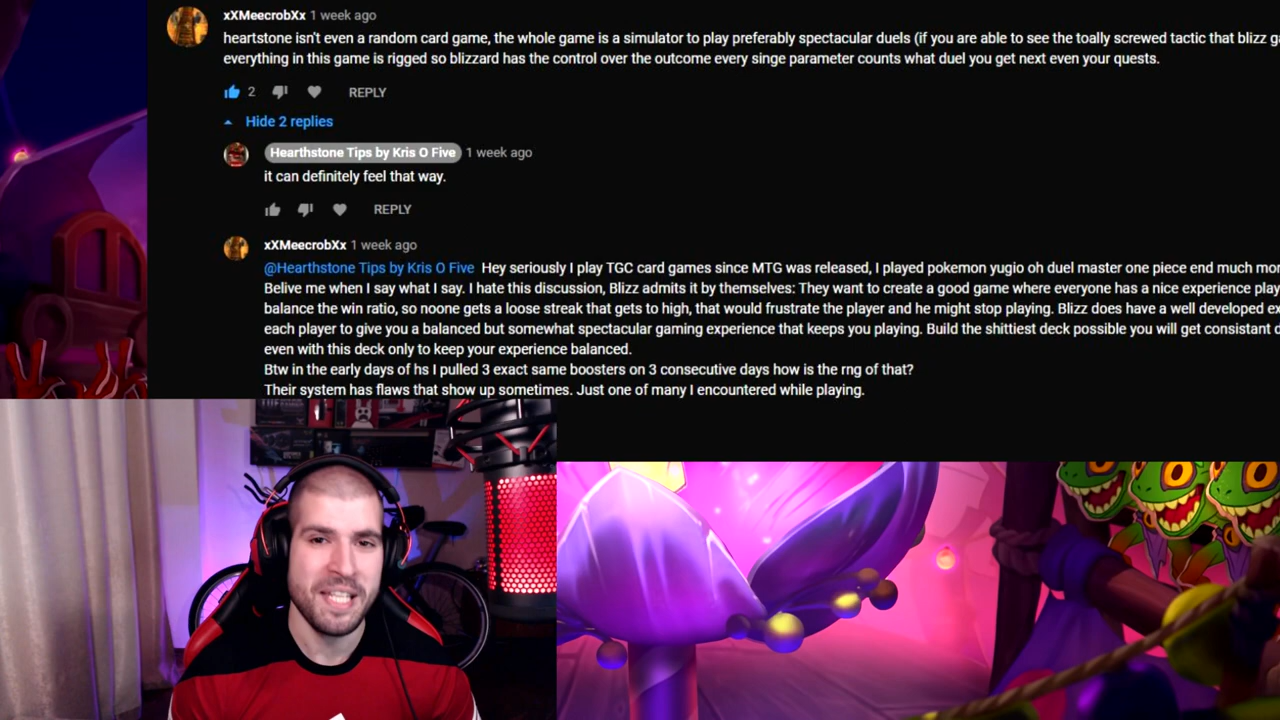 xXMeecrobXx 1 week ago
heartstone isn't even a random card game, the whole game is a simulator to play preferably spectacular duels (if you are able to see the toally screwed tactic that blizz
everything in this game is rigged so blizzard has the control over the outcome every singe parameter counts what duel you get next even your quests.
2 REPLY
Hide 2 replies
Hearthstone Tips by Kris O Five 1 week ago
it can definitely feel that way.
REPLY
xXMeecrobXx 1 week ago
@Hearthstone Tips by Kris O Five Hey seriously I play TGC card games since MTG was released, I played pokemon yugio oh duel master one piece end much
Belive me when I say what I say. I hate this discussion, Blizz admits it by themselves: They want to create a good game where everyone has a nice experience
balance the win ratio, so noone gets a loose streak that gets to high, that would frustrate the player and he might stop playing. Blizz does have a well developed
each player to give you a balanced but somewhat spectacular gaming experience that keeps you playing. Build the shittiest deck possible you will get consistant
even with this deck only to keep your experience balanced.
Btw in the early days of hs I pulled 3 exact same boosters on 3 consecutive days how is the rng of that?
Their system has flaws that show up sometimes. Just one of many I encountered while playing.